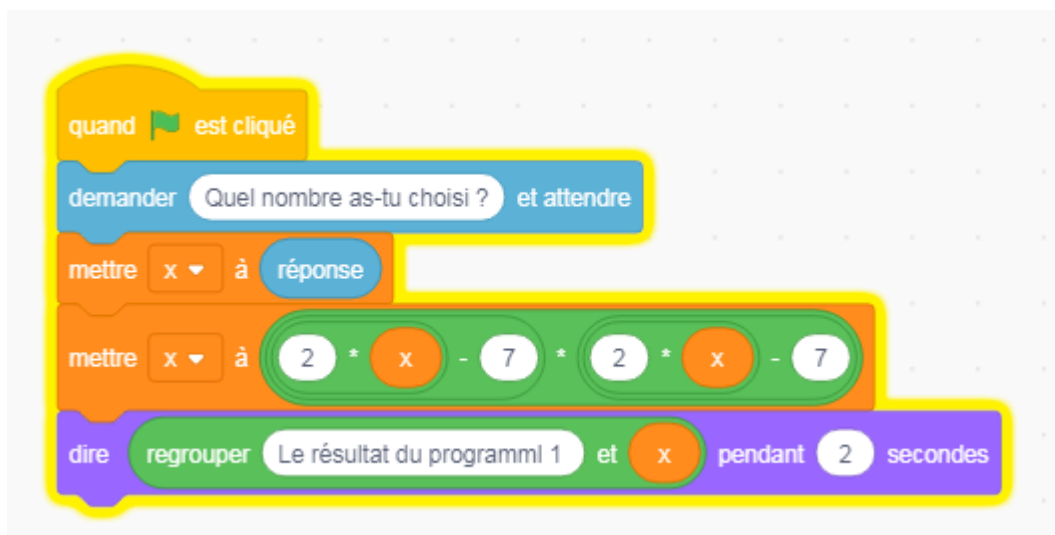 quand est cliqué
demander Quel nombre as-tu choisi ? et attendre
mettre x à réponse
mettre x à 2 * x - 7 * 2 * x - 7
dire regrouper Le résultat du programml 1 et x pendant 2 secondes